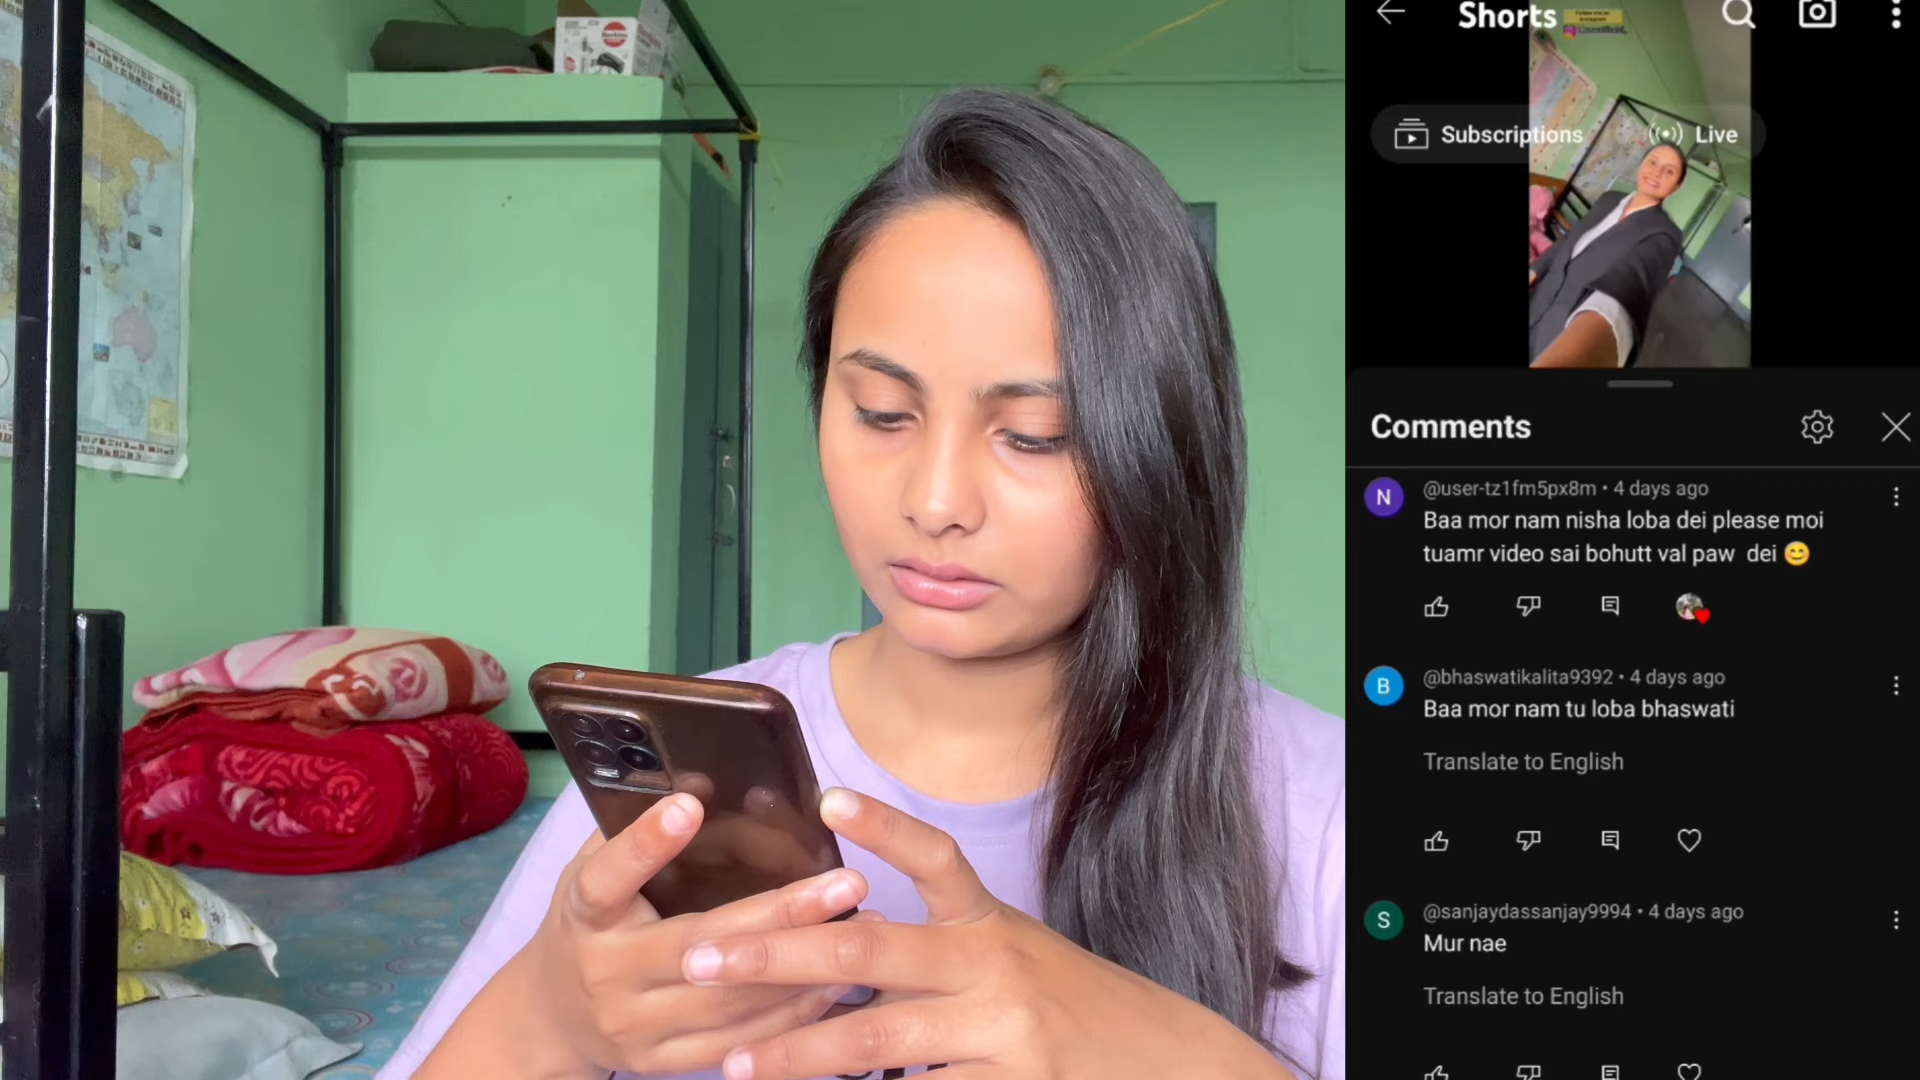 Shorts
Subscriptions
Live
Comments
N
@user-tz1fm5px8m • 4 days ago
Baa mor nam nisha loba dei please moi
tuamr video sai bohutt val paw dei 😊
B
@bhaswatikalita9392 • 4 days ago
Baa mor nam tu loba bhaswati
Translate to English
S
@sanjaydassanjay9994 • 4 days ago
Mur nae
Translate to English